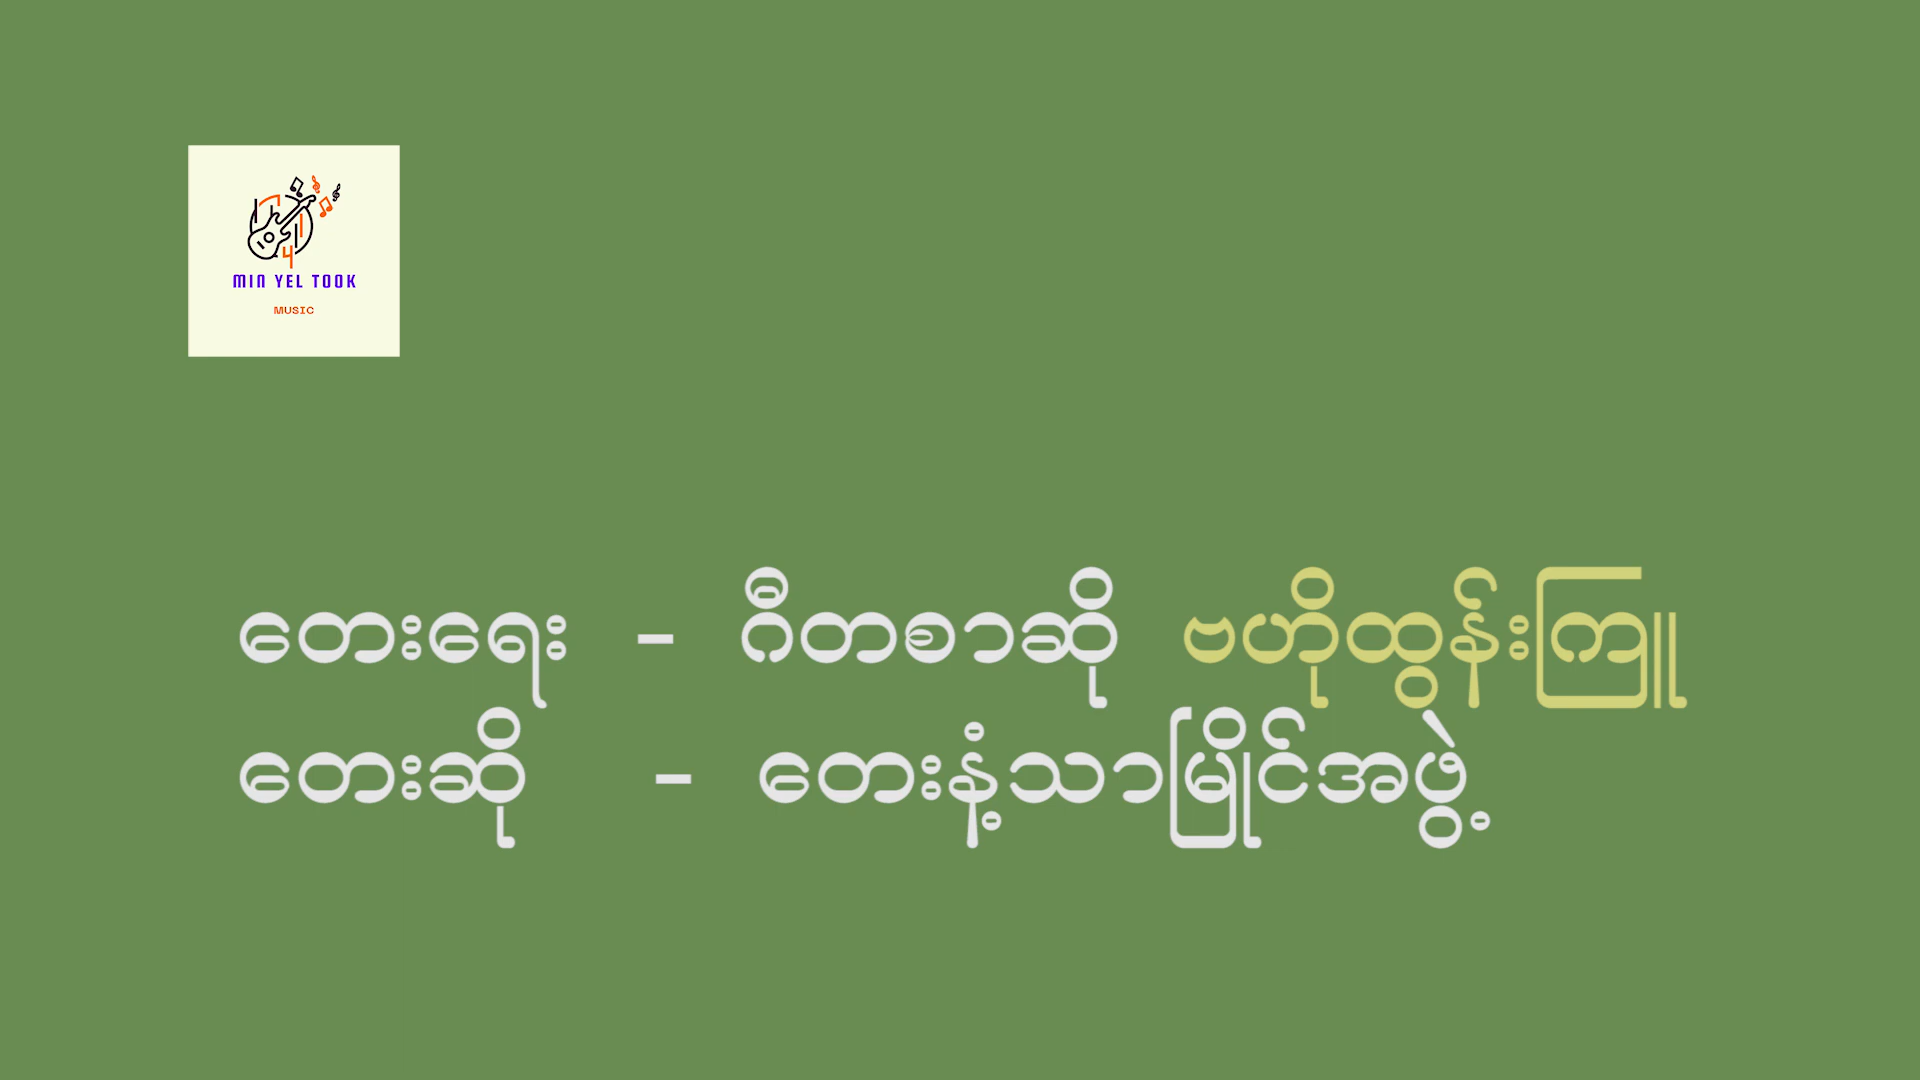 MIN YEL TOOK
MUSIC
တေးရေး - ဂီတစာဆို ဗဟိုထွန်းကြူ
တေးဆို - တေးနံ့သာမြိုင်အဖွဲ့